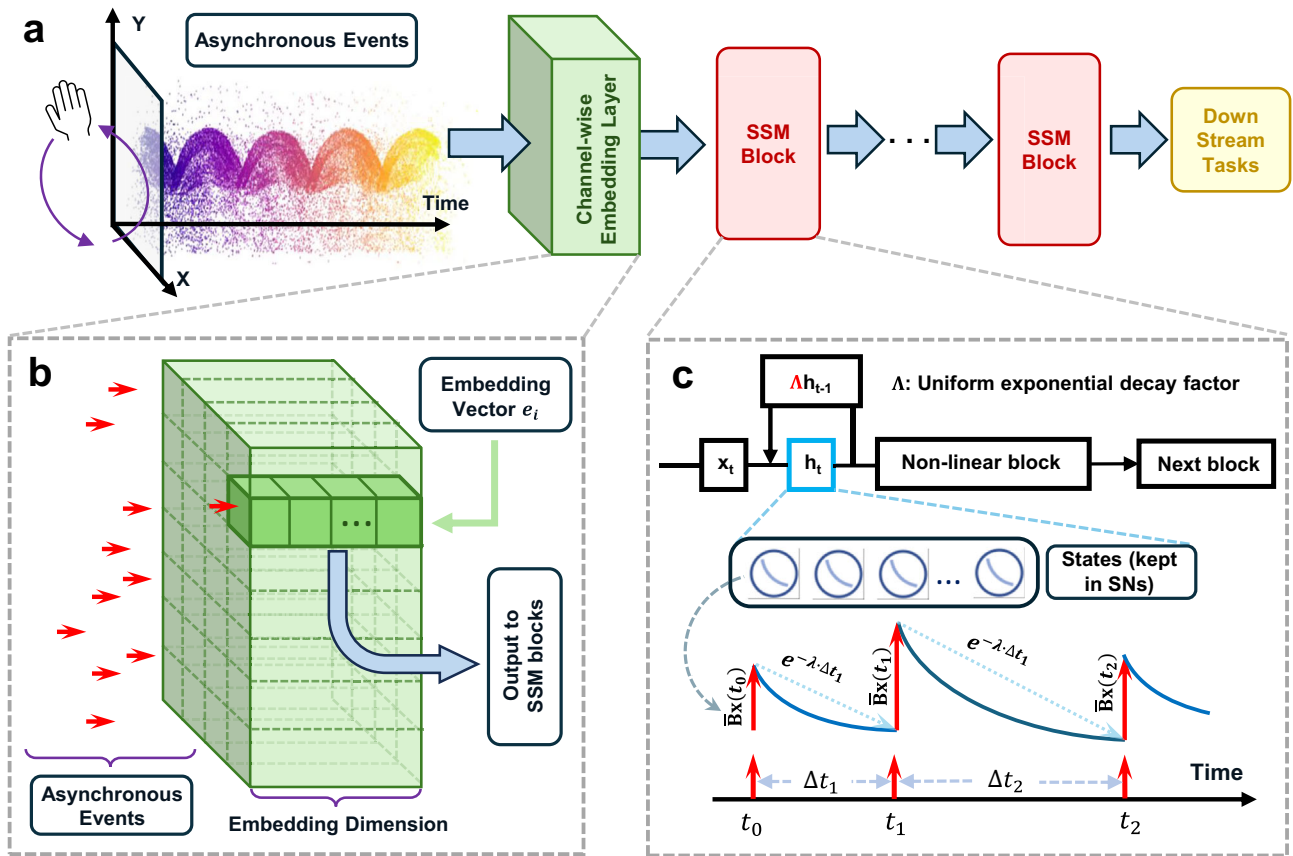 a
Y
Asynchronous Events
Time
X
Channel-wise
Embedding Layer
SSM
Block
...
SSM
Block
Down
Stream
Tasks
b
Embedding
Vector e_i
...
Output to
SSM blocks
Asynchronous
Events
Embedding Dimension
c
Λh_{t-1}
Λ: Uniform exponential decay factor
x_t
h_t
Non-linear block
Next block
...
States (kept
in SNs)
B̅x(t_0)
e^{-λ·Δt_1}
B̅x(t_1)
e^{-λ·Δt_1}
B̅x(t_2)
Δt_1
Δt_2
Time
t_0
t_1
t_2